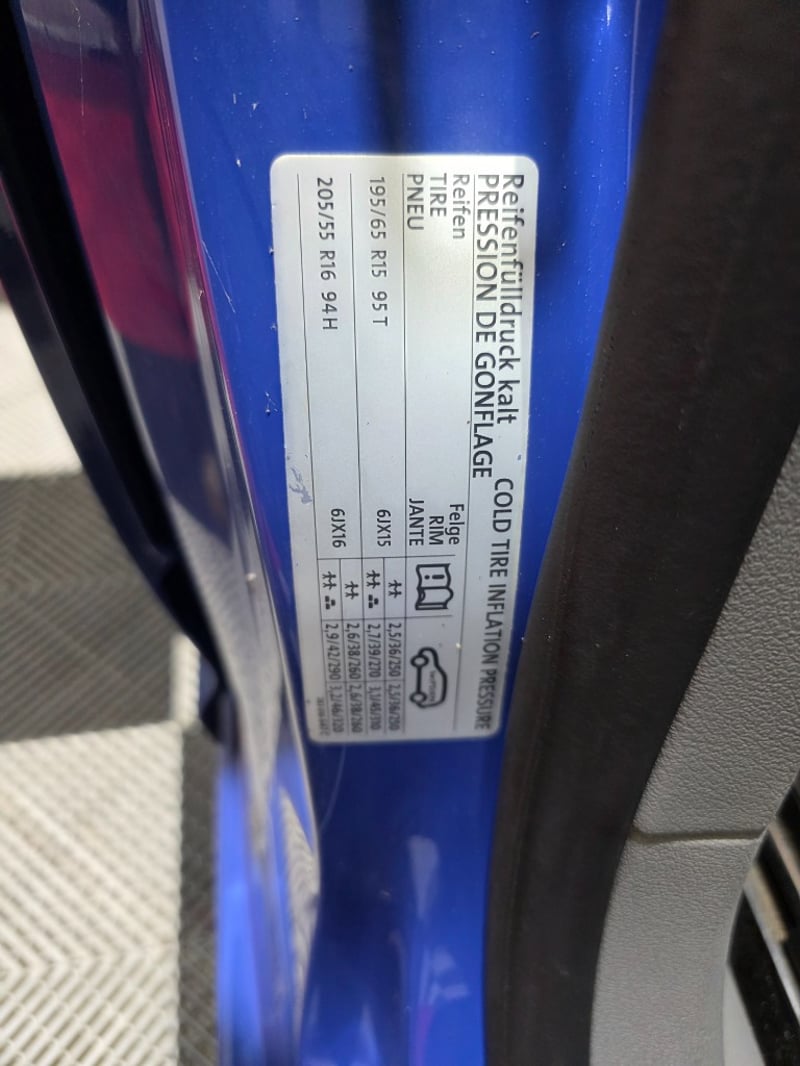 Reifenfülldruck kalt COLD TIRE INFLATION PRESSURE
PRESSION DE GONFLAGE
Reifen Felge
TIRE RIM
PNEU JANTE
195/65 R15 95 T 6JX15 2,5/36/250 2,5/36/250
2,7/39/270 3,1/45/310
205/55 R16 94 H 6JX16 2,6/38/260 2,6/38/260
2,9/42/290 3,2/46/320